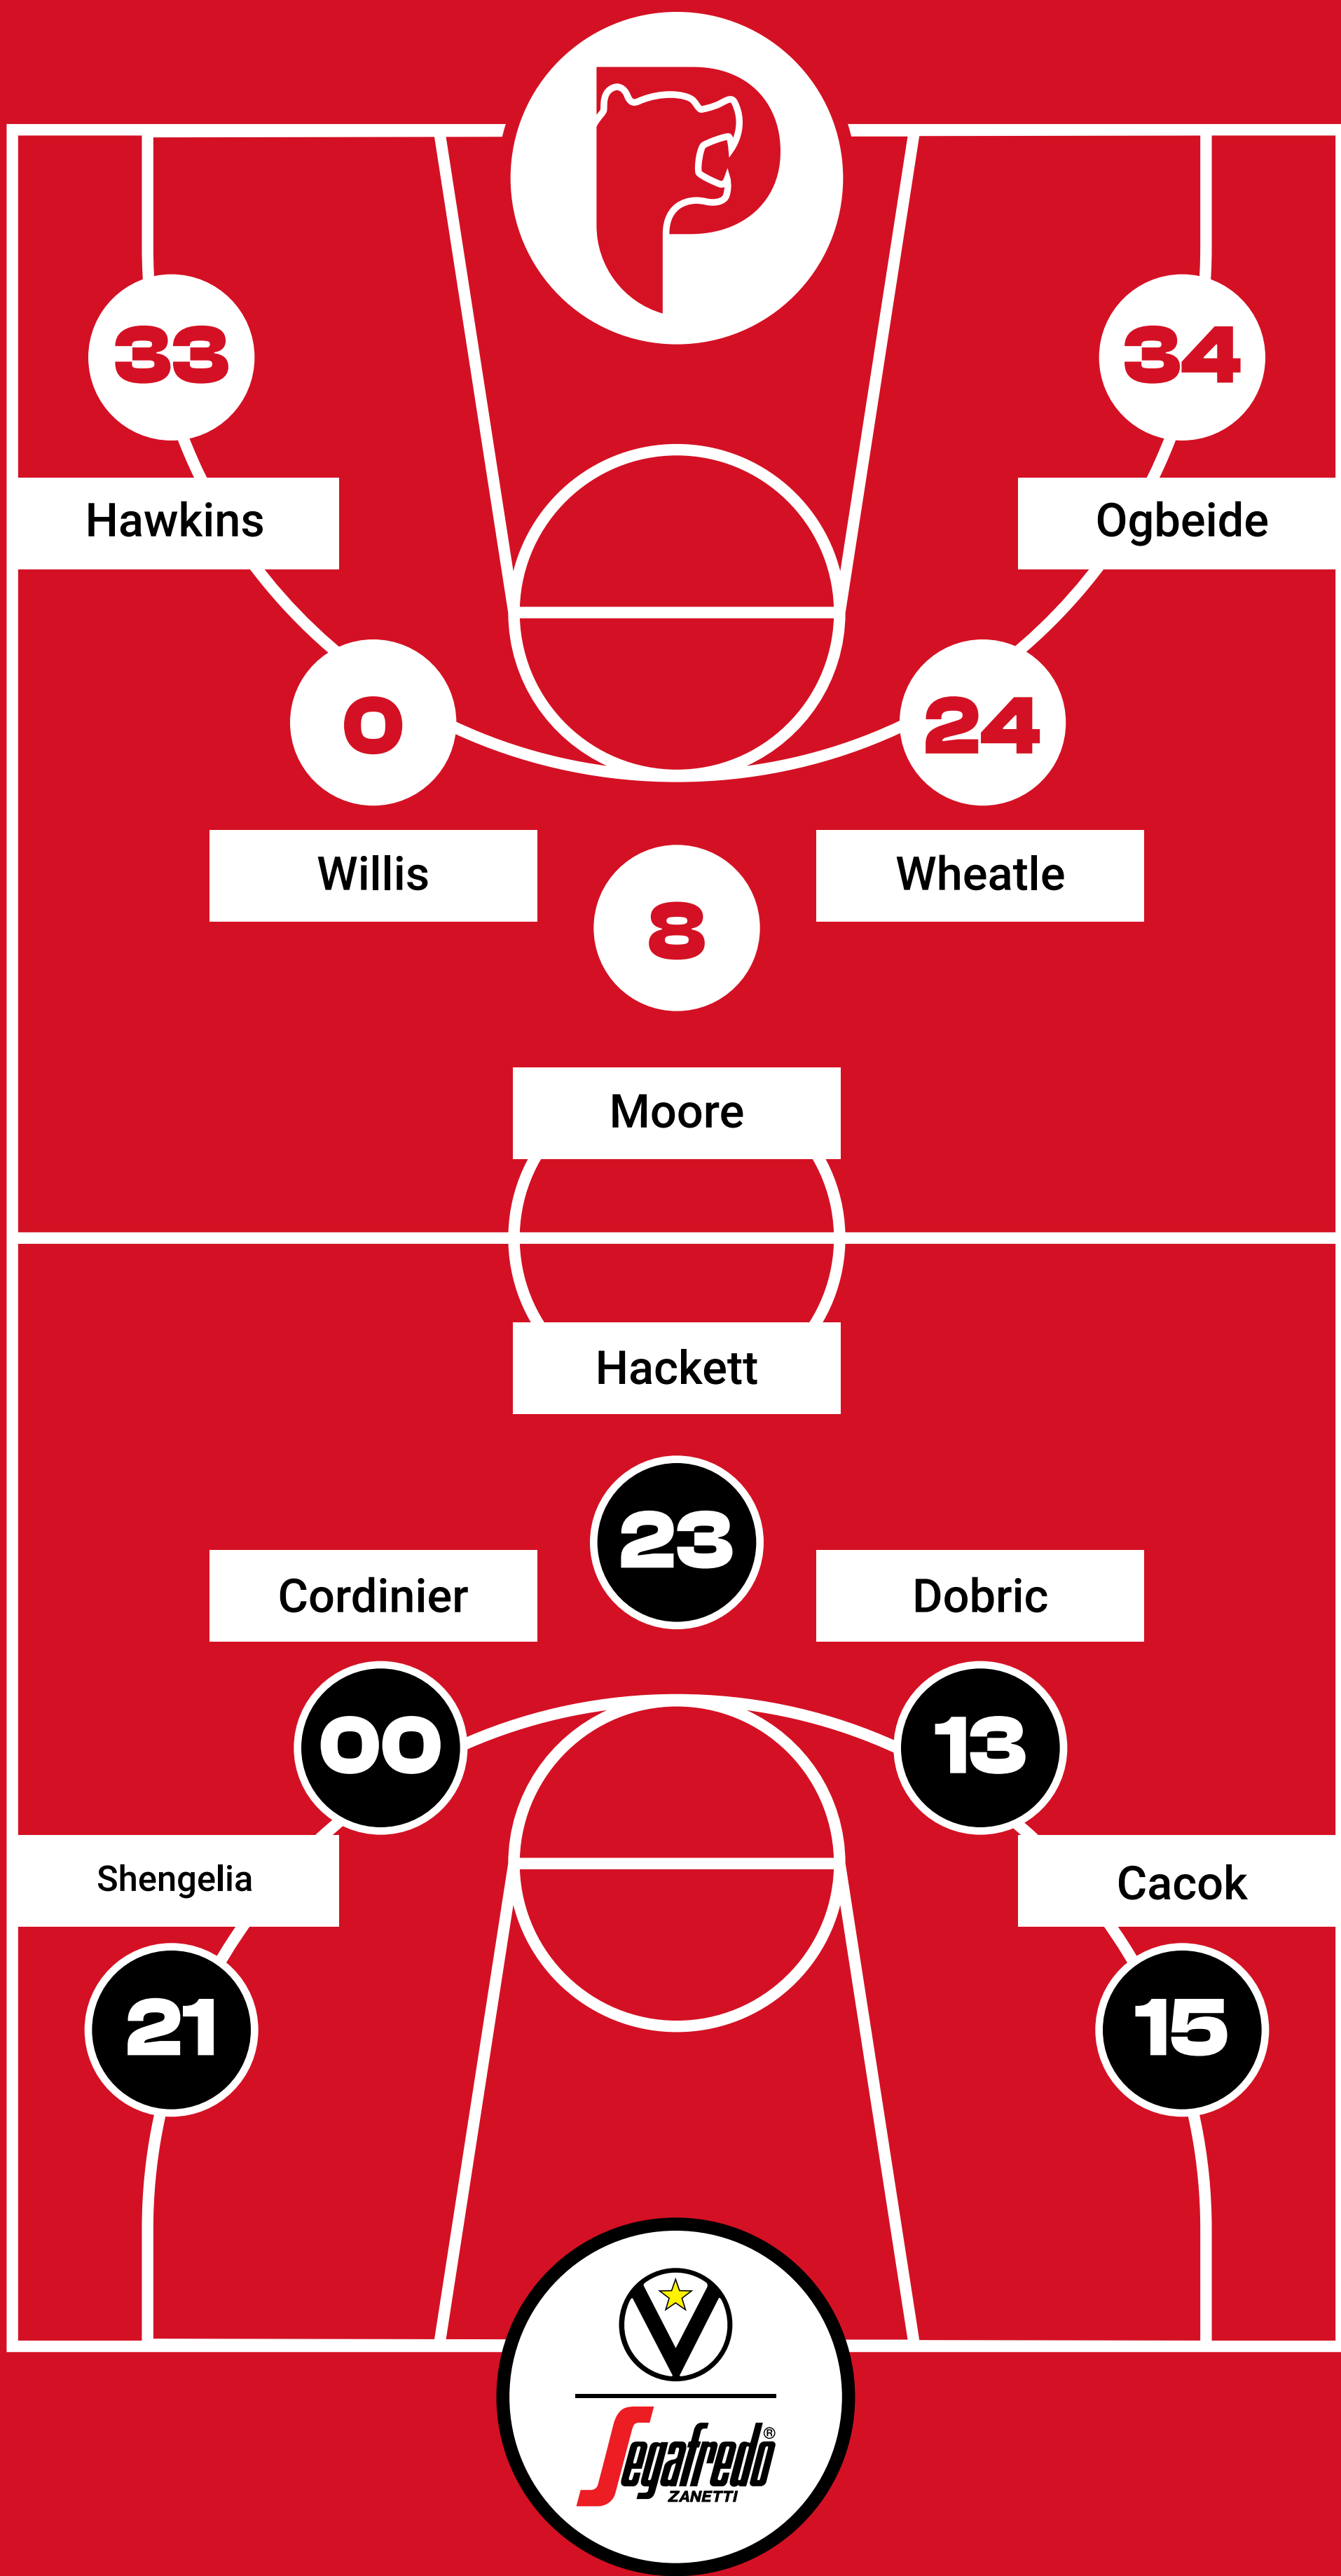 33
34
Hawkins
Ogbeide
0
24
Willis
Wheatle
8
Moore
Hackett
23
Cordinier
Dobric
00
13
Shengelia
Cacok
21
15
Segafredo®
ZANETTI